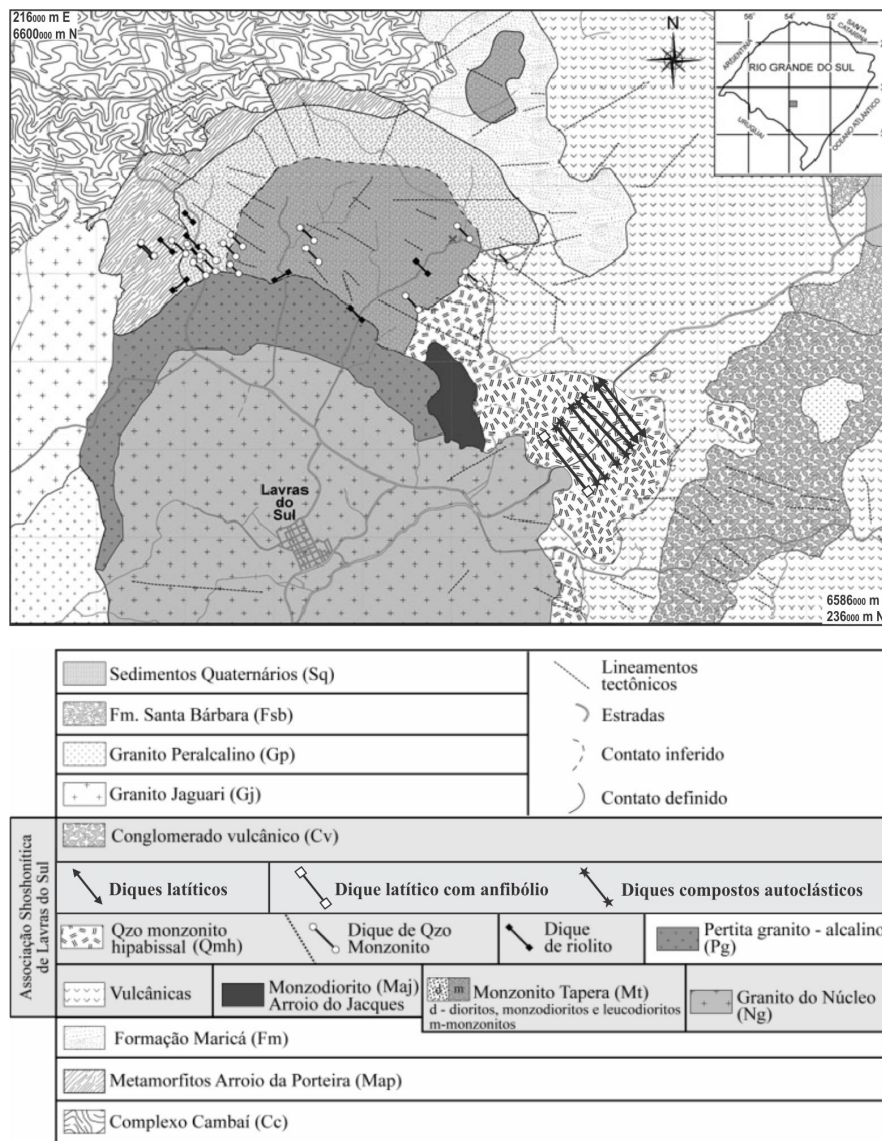 216000 m E
6600000 m N
N
56°
54°
52°
ARGENTINA
SANTA
CATARINA
RIO GRANDE DO SUL
URUGUAI
OCEANO ATLÂNTICO
Lavras
do
Sul
6586000 m
236000 m N
Sedimentos Quaternários (Sq)
Fm. Santa Bárbara (Fsb)
Granito Peralcalino (Gp)
Granito Jaguari (Gj)
Lineamentos
tectônicos
Estradas
Contato inferido
Contato definido
Associação Shoshonítica
de Lavras do Sul
Conglomerado vulcânico (Cv)
Diques latíticos
Dique latítico com anfibólio
Diques compostos autoclásticos
Qzo monzonito
hipabissal (Qmh)
Dique de Qzo
Monzonito
Dique
de riolito
Pertita granito - alcalino
(Pg)
Vulcânicas
Monzodiorito (Maj)
Arroio do Jacques
d m Monzonito Tapera (Mt)
d - dioritos, monzodioritos e leucodioritos
m-monzonitos
Granito do Núcleo
(Ng)
Formação Maricá (Fm)
Metamorfitos Arroio da Porteira (Map)
Complexo Cambaí (Cc)